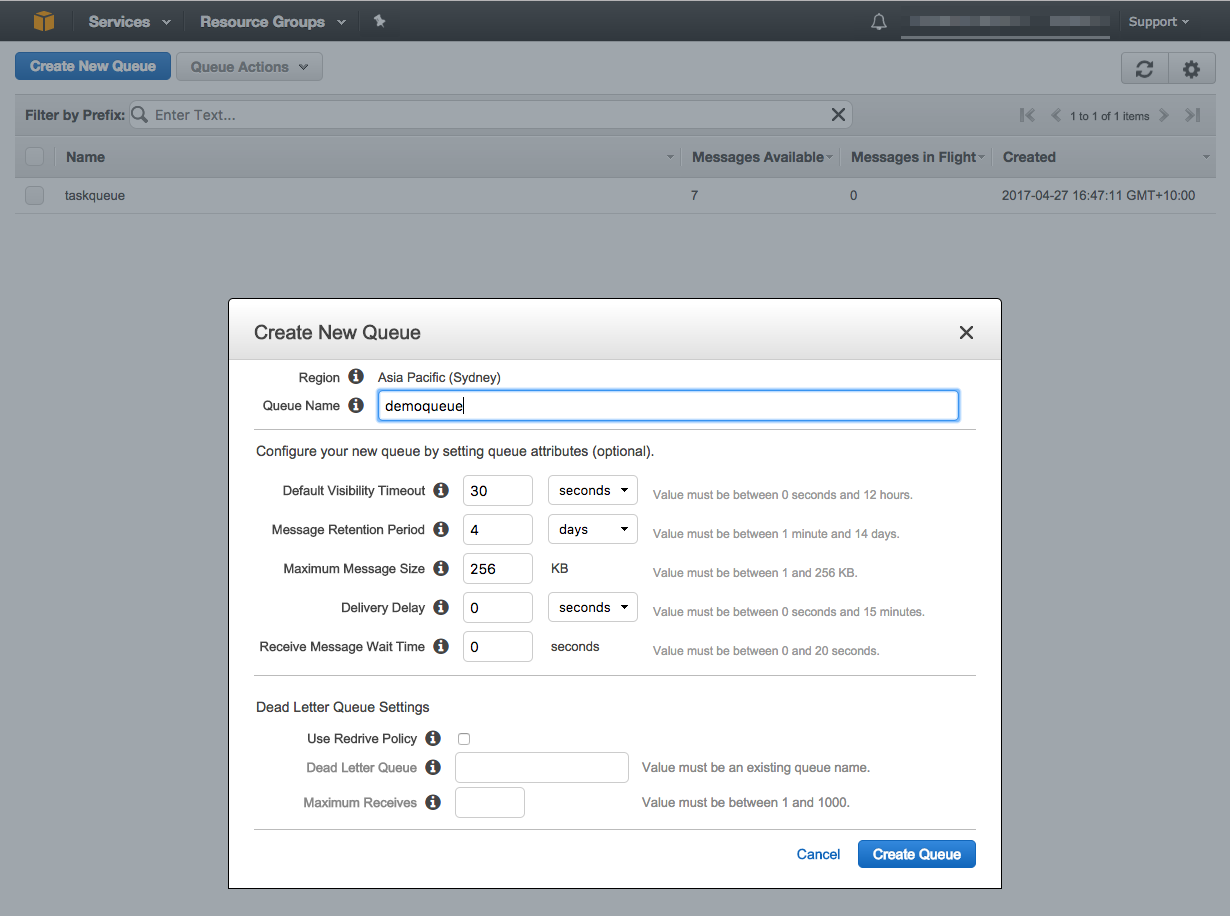 Services Resource Groups Support
Create New Queue Queue Actions
Filter by Prefix: Enter Text... 1 to 1 of 1 items
Name Messages Available Messages in Flight Created
taskqueue 7 0 2017-04-27 16:47:11 GMT+10:00
Create New Queue
Region Asia Pacific (Sydney)
Queue Name demoqueue
Configure your new queue by setting queue attributes (optional).
Default Visibility Timeout 30 seconds Value must be between 0 seconds and 12 hours.
Message Retention Period 4 days Value must be between 1 minute and 14 days.
Maximum Message Size 256 KB Value must be between 1 and 256 KB.
Delivery Delay 0 seconds Value must be between 0 seconds and 15 minutes.
Receive Message Wait Time 0 seconds Value must be between 0 and 20 seconds.
Dead Letter Queue Settings
Use Redrive Policy
Dead Letter Queue Value must be an existing queue name.
Maximum Receives Value must be between 1 and 1000.
Cancel Create Queue